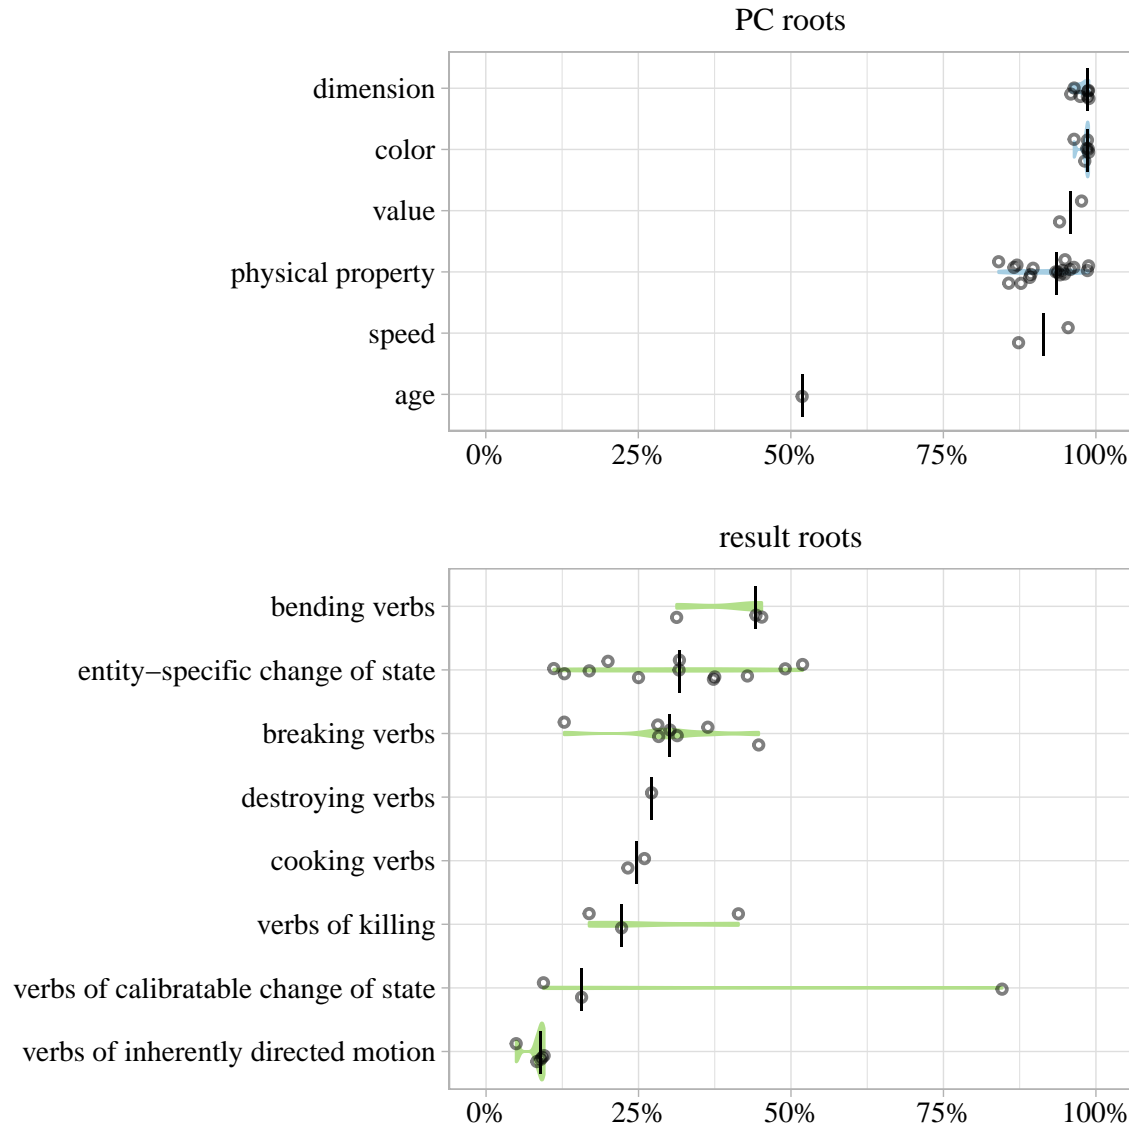 PC roots
dimension
color
value
physical property
speed
age
0% 25% 50% 75% 100%
result roots
bending verbs
entity−specific change of state
breaking verbs
destroying verbs
cooking verbs
verbs of killing
verbs of calibratable change of state
verbs of inherently directed motion
0% 25% 50% 75% 100%